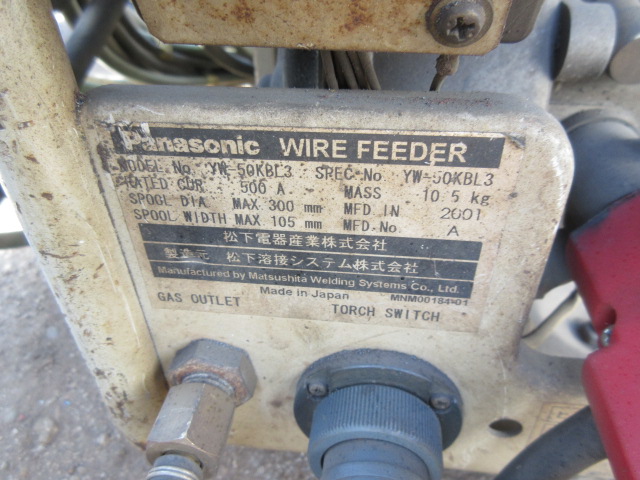 Panasonic WIRE FEEDER
MODEL No. YW-50KBL3 SPEC No. YW-50KBL3
RATED CUR. 500 A MASS 10.5 kg
SPOOL DIA. MAX 300 mm MFD IN 2001
SPOOL WIDTH MAX 105 mm MFD. No. A
松下電器産業株式会社
製造元 松下溶接システム株式会社
Manufactured by Matsushita Welding Systems Co., Ltd.
Made in Japan MNM00184-01
GAS OUTLET TORCH SWITCH